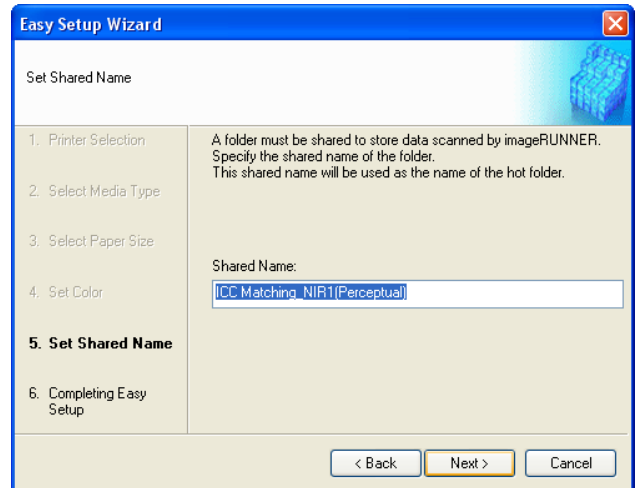 Easy Setup Wizard
Set Shared Name
1. Printer Selection
2. Select Media Type
3. Select Paper Size
4. Set Color
5. Set Shared Name
6. Completing Easy
Setup
A folder must be shared to store data scanned by imageRUNNER.
Specify the shared name of the folder.
This shared name will be used as the name of the hot folder.
Shared Name:
ICC Matching_NIR1(Perceptual)
< Back
Next >
Cancel